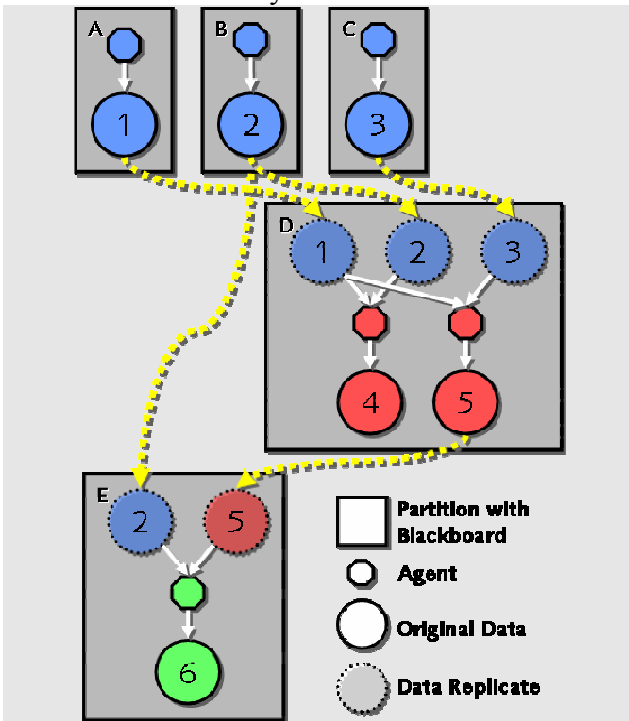 A
B
C
1
2
3
D
1
2
3
4
5
E
2
5
6
Partition with
Blackboard
Agent
Original Data
Data Replicate